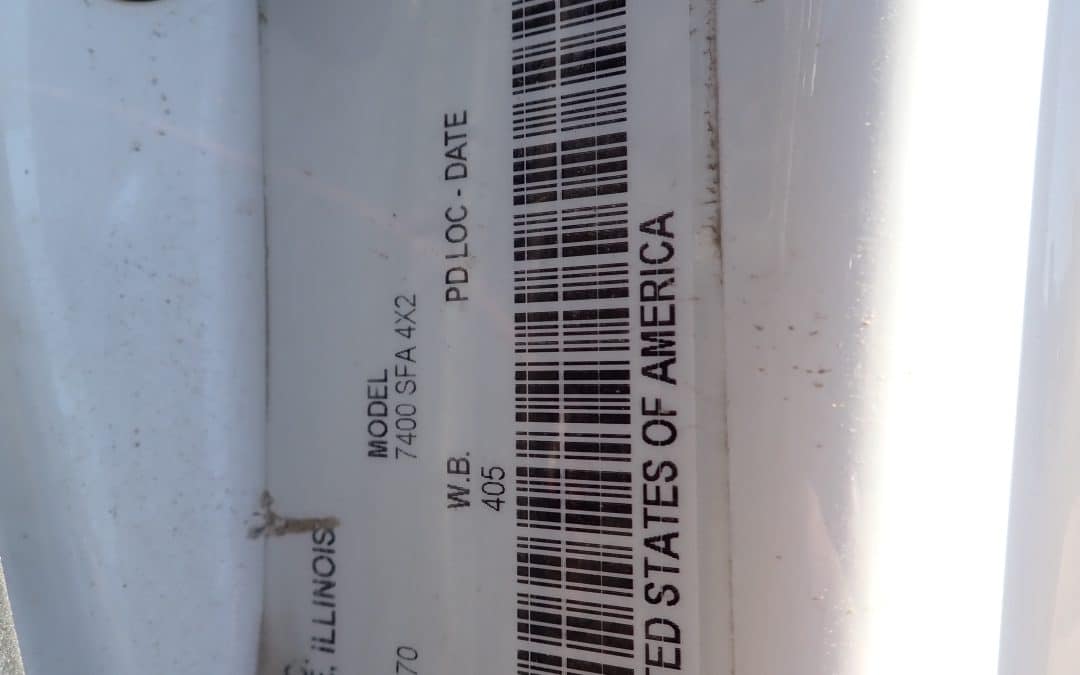 , ILLINOIS
MODEL
7400 SFA 4X2
70
W.B.
PD LOC - DATE
405
TED STATES OF AMERICA